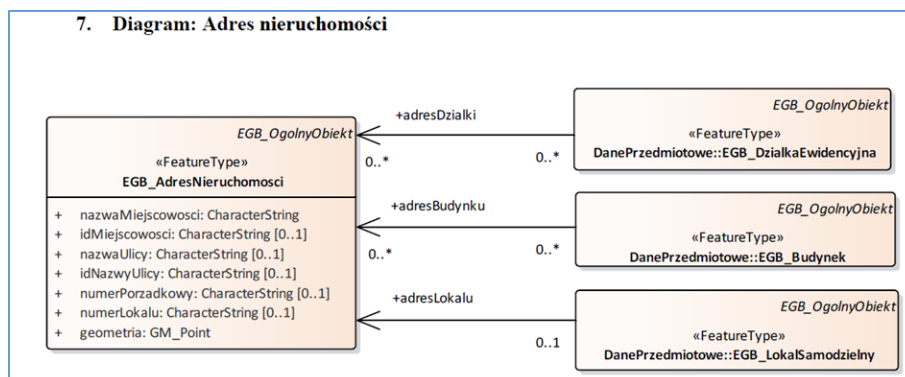 7. Diagram: Adres nieruchomości
EGB_OgolnyObiekt
«FeatureType»
EGB_AdresNieruchomosci
+ nazwaMiejscowosci: CharacterString
+ idMiejscowosci: CharacterString [0..1]
+ nazwaUlicy: CharacterString [0..1]
+ idNazwyUlicy: CharacterString [0..1]
+ numerPorzadkowy: CharacterString [0..1]
+ numerLokalu: CharacterString [0..1]
+ geometria: GM_Point
+adresDzialki
0..* 0..*
EGB_OgolnyObiekt
«FeatureType»
DanePrzedmiotowe::EGB_DzialkaEwidencyjna
+adresBudynku
0..* 0..*
EGB_OgolnyObiekt
«FeatureType»
DanePrzedmiotowe::EGB_Budynek
+adresLokalu
0..1
EGB_OgolnyObiekt
«FeatureType»
DanePrzedmiotowe::EGB_LokalSamodzielny